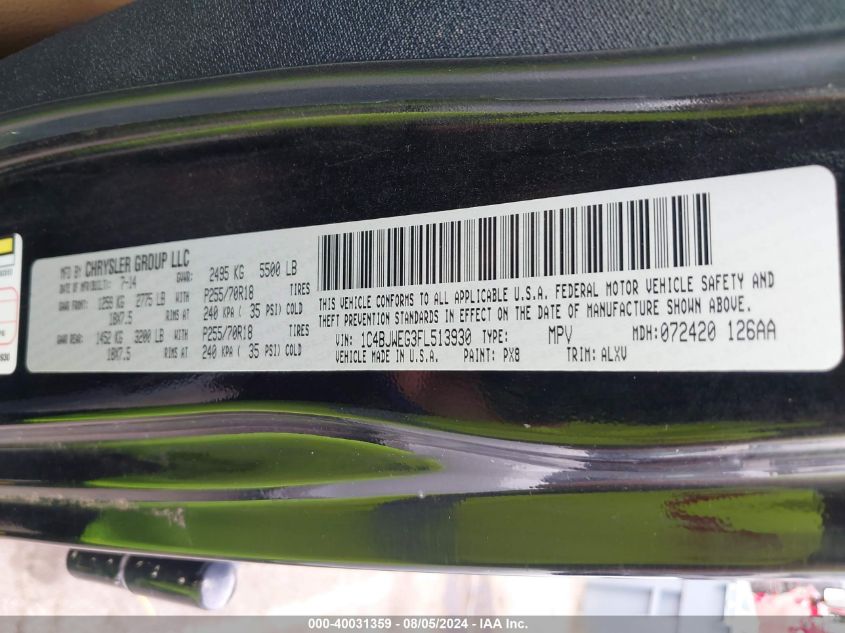 MFD BY CHRYSLER GROUP LLC
DATE OF MFR(BUILT): 7-14 GVWR: 2495 KG 5500 LB
GAWR FRONT: 1259 KG 2775 LB WITH P255/70R18 TIRES
18X7.5 RIMS AT 240 KPA ( 35 PSI) COLD
GAWR REAR: 1452 KG 3200 LB WITH P255/70R18 TIRES
18X7.5 RIMS AT 240 KPA ( 35 PSI) COLD
THIS VEHICLE CONFORMS TO ALL APPLICABLE U.S.A. FEDERAL MOTOR VEHICLE SAFETY AND
THEFT PREVENTION STANDARDS IN EFFECT ON THE DATE OF MANUFACTURE SHOWN ABOVE.
VIN: 1C4BJWEG3FL513930 TYPE: MPV MDH: 072420 126AA
VEHICLE MADE IN U.S.A. PAINT: PX8 TRIM: ALXV
000-40031359 - 08/05/2024 - IAA Inc.